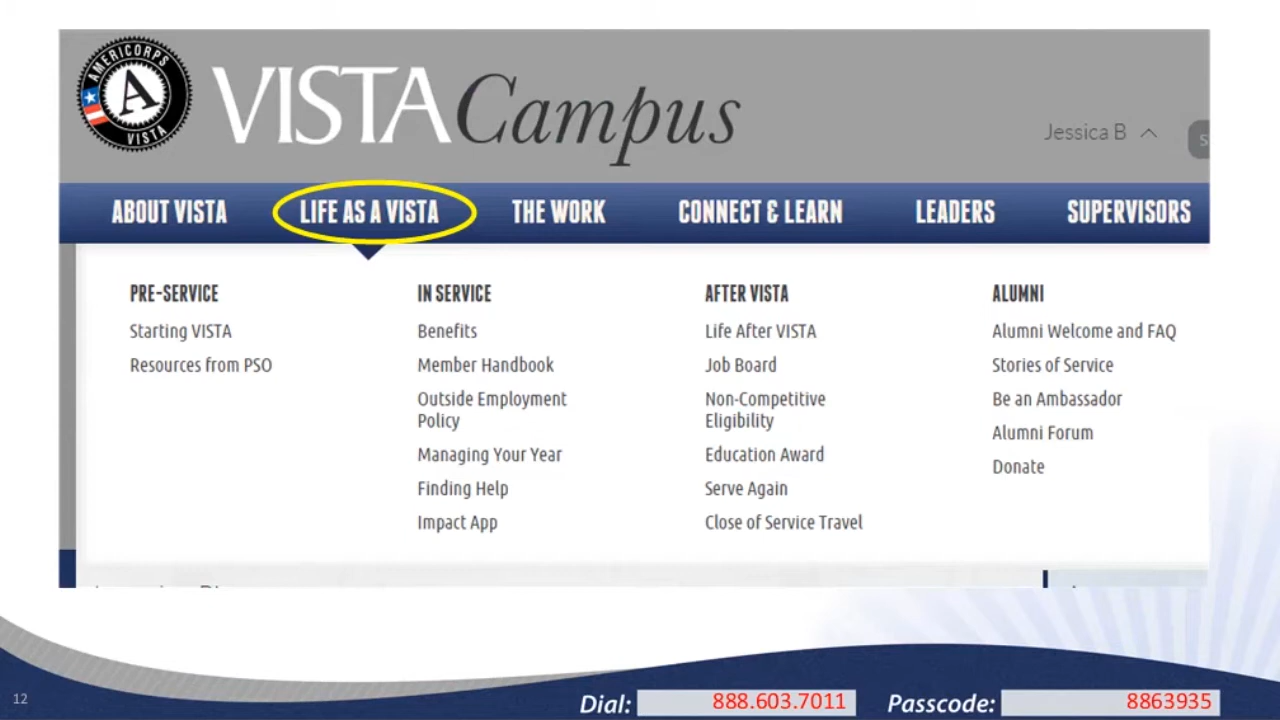 AMERICORPS
A
VISTA
VISTA Campus
Jessica B
ABOUT VISTA
LIFE AS A VISTA
THE WORK
CONNECT & LEARN
LEADERS
SUPERVISORS
PRE-SERVICE
Starting VISTA
Resources from PSO
IN SERVICE
Benefits
Member Handbook
Outside Employment
Policy
Managing Your Year
Finding Help
Impact App
AFTER VISTA
Life After VISTA
Job Board
Non-Competitive
Eligibility
Education Award
Serve Again
Close of Service Travel
ALUMNI
Alumni Welcome and FAQ
Stories of Service
Be an Ambassador
Alumni Forum
Donate
12
Dial: 888.603.7011
Passcode: 8863935